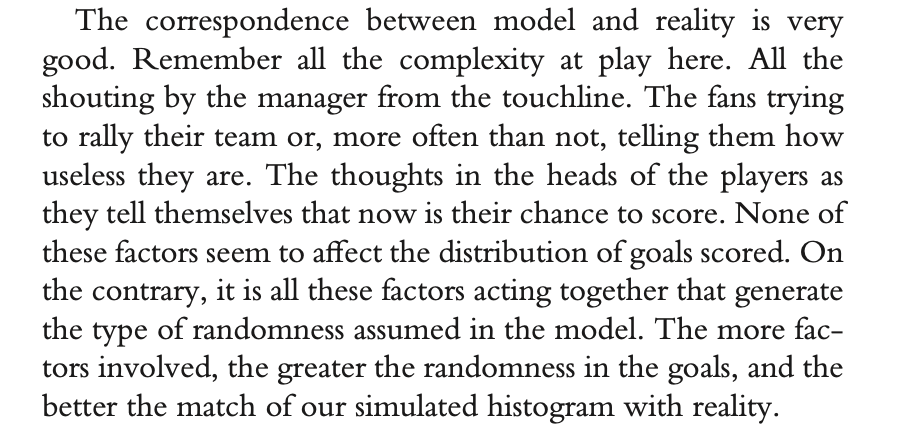 The correspondence between model and reality is very
good. Remember all the complexity at play here. All the
shouting by the manager from the touchline. The fans trying
to rally their team or, more often than not, telling them how
useless they are. The thoughts in the heads of the players as
they tell themselves that now is their chance to score. None of
these factors seem to affect the distribution of goals scored. On
the contrary, it is all these factors acting together that generate
the type of randomness assumed in the model. The more fac-
tors involved, the greater the randomness in the goals, and the
better the match of our simulated histogram with reality.